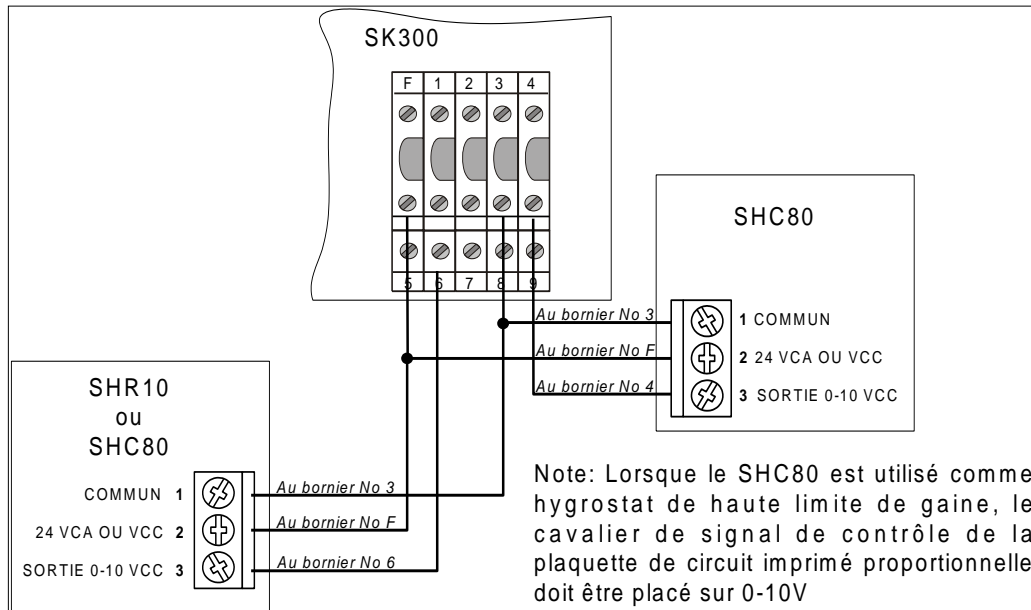 SK300
F 1 2 3 4
5 6 7 8 9
SHC80
Au bornier No 3
1 COMMUN
Au bornier No F
2 24 VCA OU VCC
Au bornier No 4
3 SORTIE 0-10 VCC
SHR10
ou
SHC80
COMMUN 1
Au bornier No 3
24 VCA OU VCC 2
Au bornier No F
SORTIE 0-10 VCC 3
Au bornier No 6
Note: Lorsque le SHC80 est utilisé comme
hygrostat de haute limite de gaine, le
cavalier de signal de contrôle de la
plaquette de circuit imprimé proportionnelle
doit être placé sur 0-10V